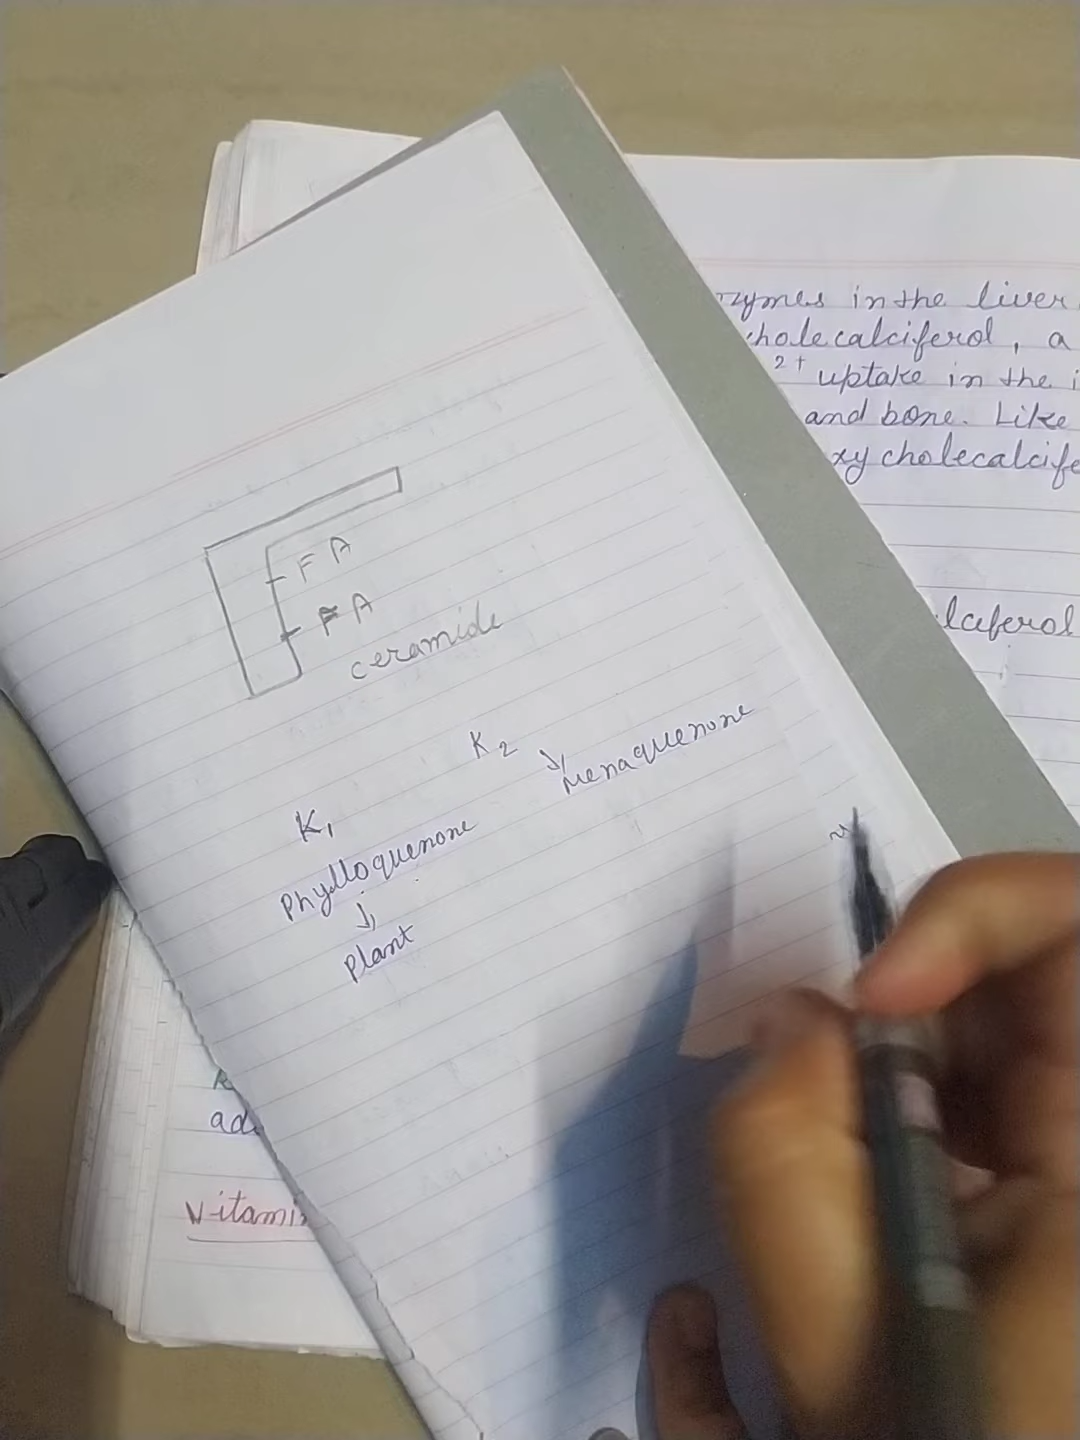 FA
FA
ceramide
K2
Menaquenone
K1
Phylloquenone
Plant
zymes in the liver
cholecalciferol, a
2+ uptake in the i
and bone. Like
xy cholecalcife
lciferol
ad
Vitamin